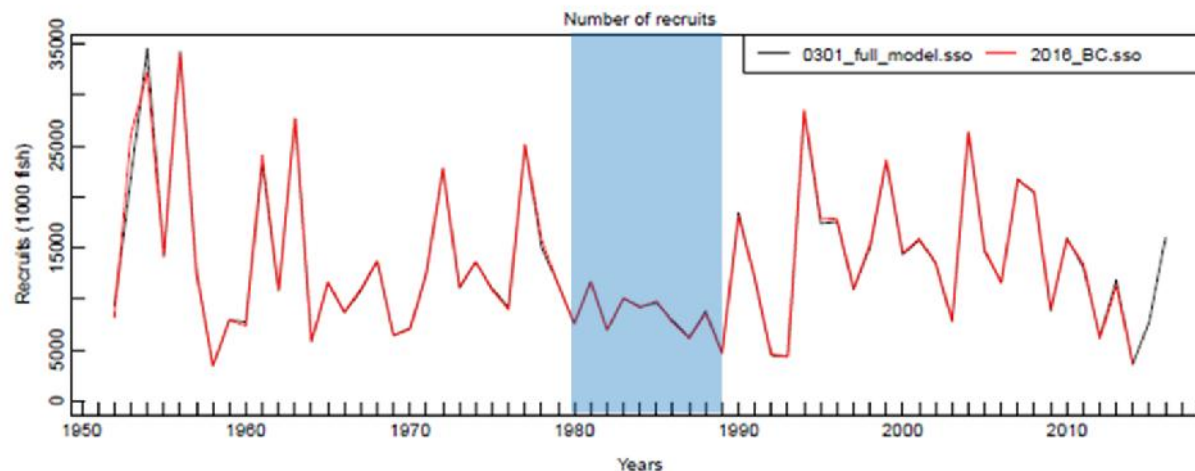 Number of recruits
0301_full_model.sso 2016_BC.sso
Recruits (1000 fish)
35000
25000
15000
5000
0
1950 1960 1970 1980 1990 2000 2010
Years